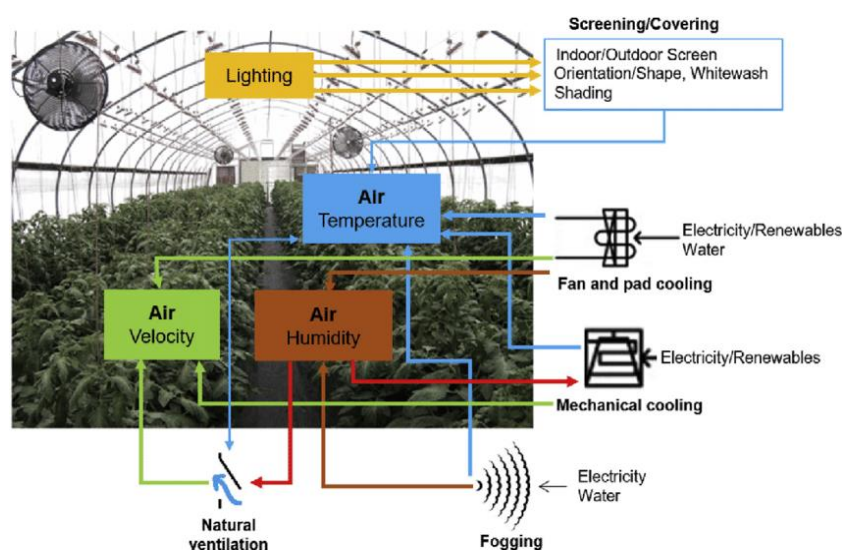 Screening/Covering
Lighting
Indoor/Outdoor Screen
Orientation/Shape, Whitewash
Shading
Air
Temperature
Electricity/Renewables
Water
Fan and pad cooling
Air
Velocity
Air
Humidity
Electricity/Renewables
Mechanical cooling
Electricity
Water
Natural
ventilation
Fogging